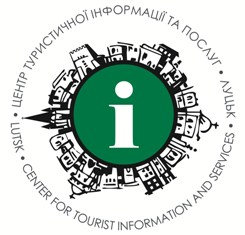 ЦЕНТР ТУРИСТИЧНОЇ ІНФОРМАЦІЇ ТА ПОСЛУГ • ЛУЦЬК •
LUTSK • CENTER FOR TOURIST INFORMATION AND SERVICES •
i